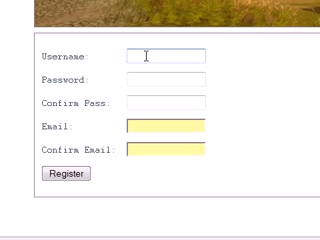 Username:
Password:
Confirm Pass:
Email:
Confirm Email:
Register